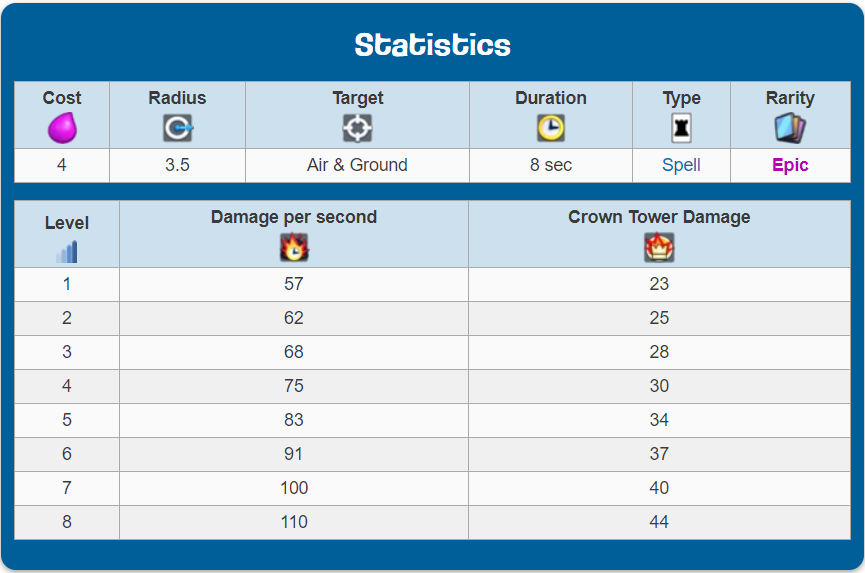 Statistics
Cost Radius Target Duration Type Rarity
4 3.5 Air & Ground 8 sec Spell Epic
Level Damage per second Crown Tower Damage
1 57 23
2 62 25
3 68 28
4 75 30
5 83 34
6 91 37
7 100 40
8 110 44